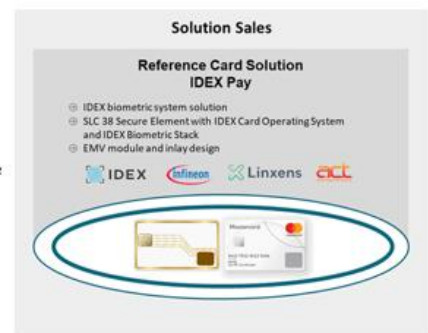 Solution Sales
Reference Card Solution
IDEX Pay
IDEX biometric system solution
SLC 38 Secure Element with IDEX Card Operating System
and IDEX Biometric Stack
EMV module and inlay design
IDEX infineon Linxens act
Mastercard